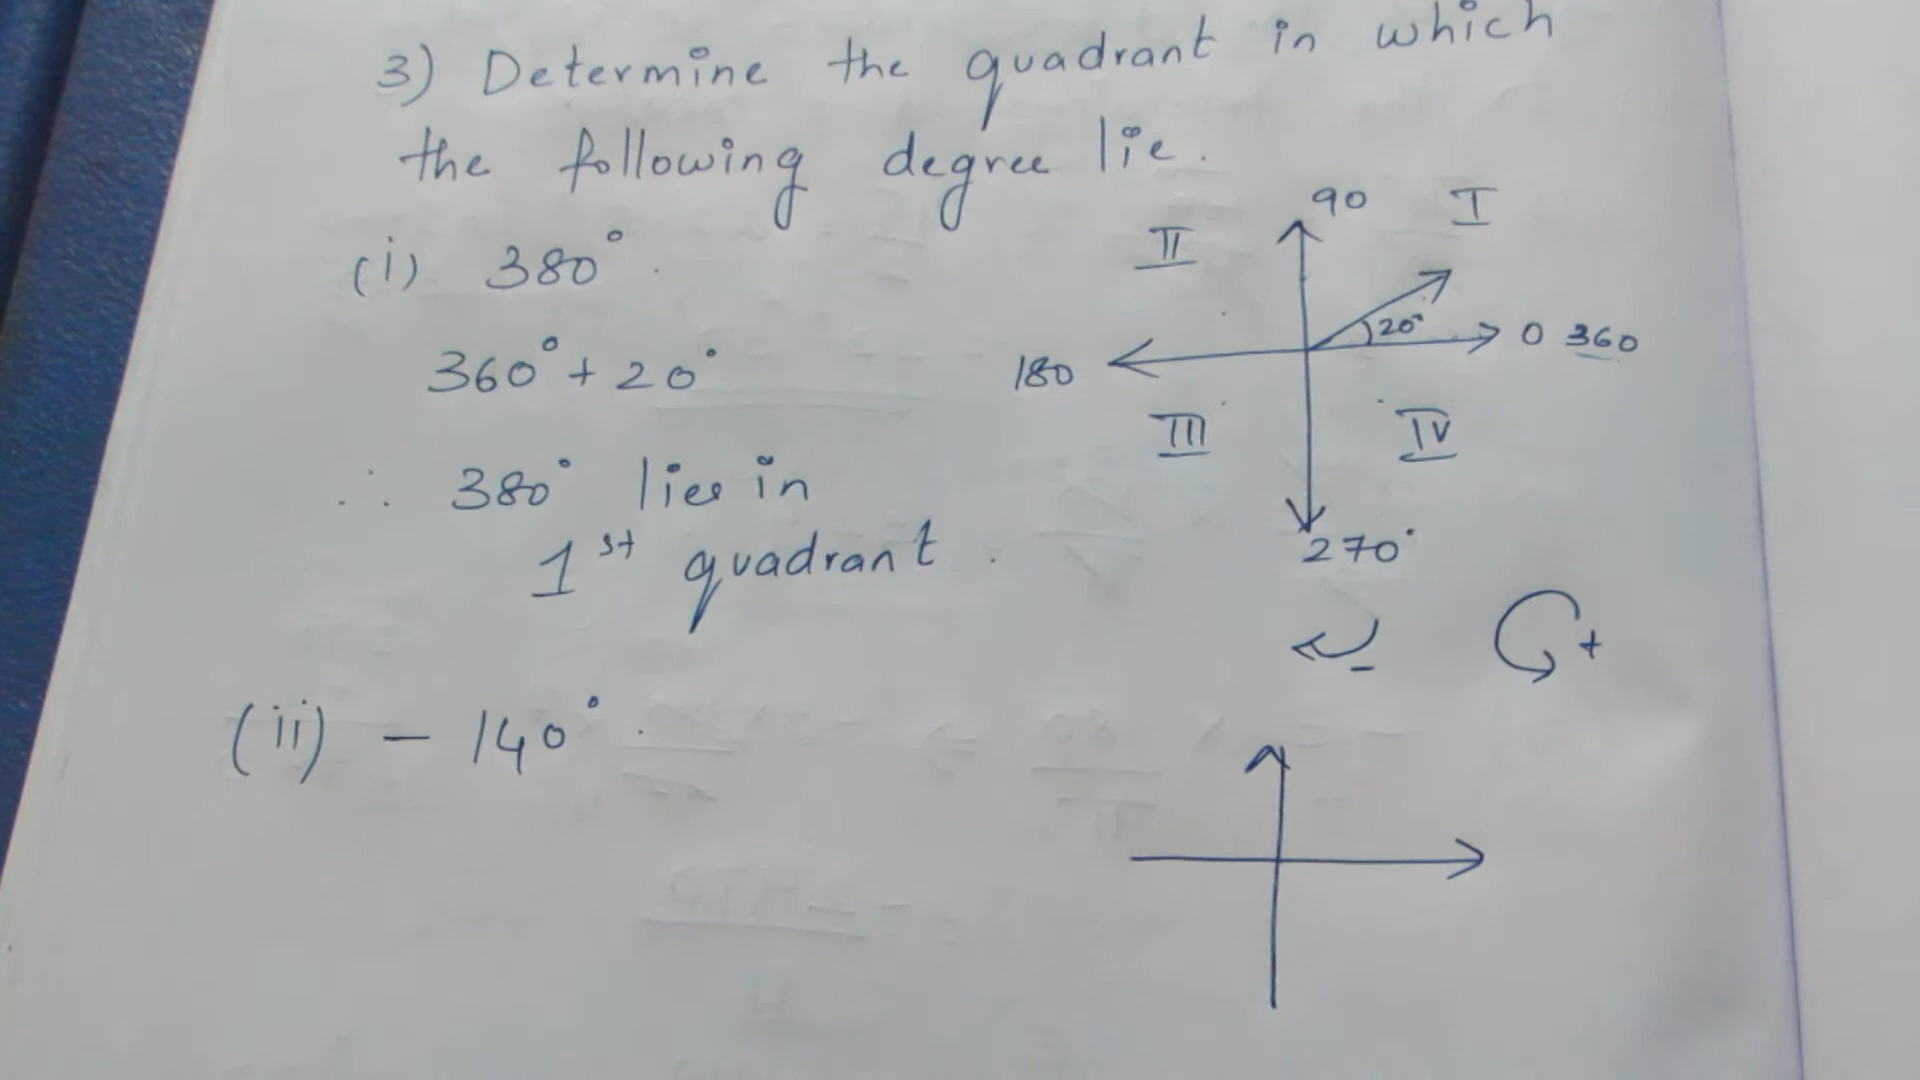 3) Determine the quadrant in which
the following degree lie.
(i) 380°.
90
I
II
20°
0 360
360° + 20°
180
III
IV
∴ 380° lies in
1st quadrant.
270°
-
+
(ii) - 140°.